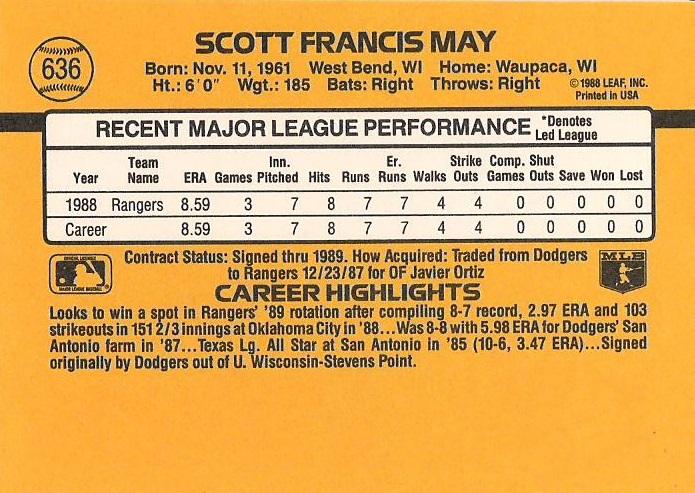 636
SCOTT FRANCIS MAY
Born: Nov. 11, 1961 West Bend, WI Home: Waupaca, WI
Ht.: 6'0" Wgt.: 185 Bats: Right Throws: Right
©1988 LEAF, INC.
Printed in USA
RECENT MAJOR LEAGUE PERFORMANCE *Denotes Led League
Year Team Name ERA Games Inn. Pitched Hits Runs Er. Runs Walks Strike Outs Comp. Games Shut Outs Save Won Lost
1988 Rangers 8.59 3 7 8 7 7 4 4 0 0 0 0 0
Career 8.59 3 7 8 7 7 4 4 0 0 0 0 0
OFFICIAL LICENSEE
MAJOR LEAGUE BASEBALL
Contract Status: Signed thru 1989. How Acquired: Traded from Dodgers
to Rangers 12/23/87 for OF Javier Ortiz
MLB
CAREER HIGHLIGHTS
Looks to win a spot in Rangers' '89 rotation after compiling 8-7 record, 2.97 ERA and 103
strikeouts in 151 2/3 innings at Oklahoma City in '88...Was 8-8 with 5.98 ERA for Dodgers' San
Antonio farm in '87...Texas Lg. All Star at San Antonio in '85 (10-6, 3.47 ERA)...Signed
originally by Dodgers out of U. Wisconsin-Stevens Point.